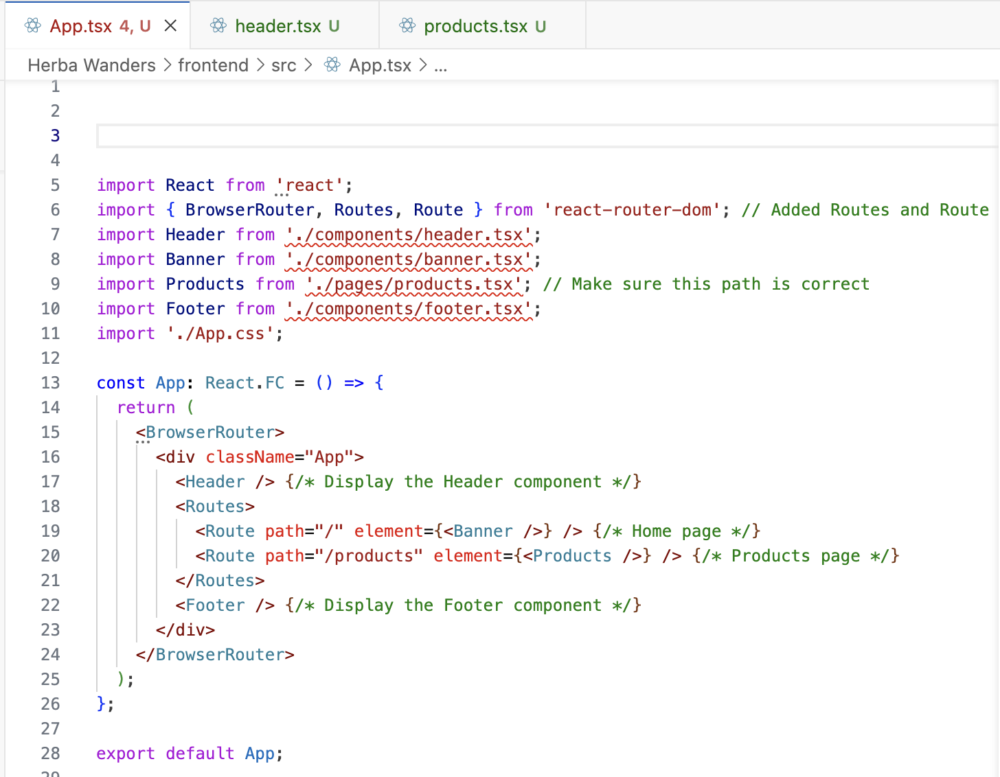 App.tsx 4, U
header.tsx U
products.tsx U
Herba Wanders > frontend > src > App.tsx > ...
1
2
3
4
5 import React from 'react';
6 import { BrowserRouter, Routes, Route } from 'react-router-dom'; // Added Routes and Route
7 import Header from './components/header.tsx';
8 import Banner from './components/banner.tsx';
9 import Products from './pages/products.tsx'; // Make sure this path is correct
10 import Footer from './components/footer.tsx';
11 import './App.css';
12
13 const App: React.FC = () => {
14   return (
15     <BrowserRouter>
16       <div className="App">
17         <Header /> {/* Display the Header component */}
18         <Routes>
19           <Route path="/" element={<Banner />} /> {/* Home page */}
20           <Route path="/products" element={<Products />} /> {/* Products page */}
21         </Routes>
22         <Footer /> {/* Display the Footer component */}
23       </div>
24     </BrowserRouter>
25   );
26 };
27
28 export default App;
29